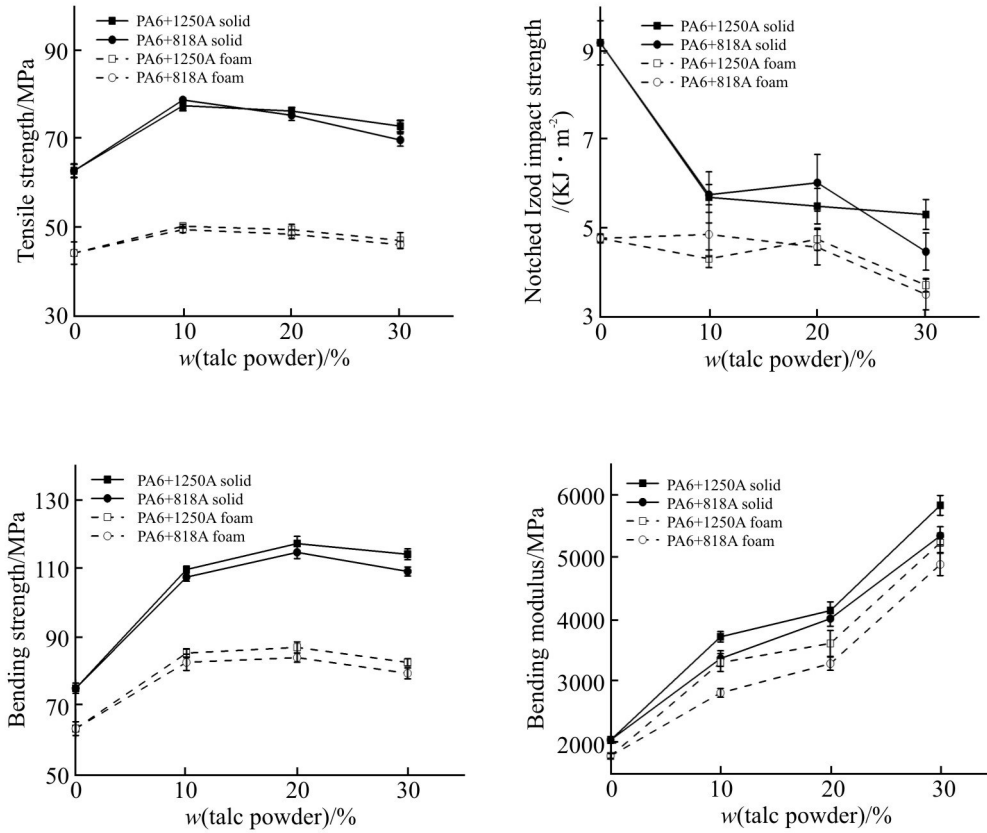 PA6+1250A solid
PA6+818A solid
PA6+1250A foam
PA6+818A foam
Tensile strength/MPa
90
70
50
30
0 10 20 30
w(talc powder)/%
PA6+1250A solid
PA6+818A solid
PA6+1250A foam
PA6+818A foam
Notched Izod impact strength
/(KJ・m-2)
9
7
5
3
0 10 20 30
w(talc powder)/%
PA6+1250A solid
PA6+818A solid
PA6+1250A foam
PA6+818A foam
Bending strength/MPa
130
110
90
70
50
0 10 20 30
w(talc powder)/%
PA6+1250A solid
PA6+818A solid
PA6+1250A foam
PA6+818A foam
Bending modulus/MPa
6000
5000
4000
3000
2000
0 10 20 30
w(talc powder)/%